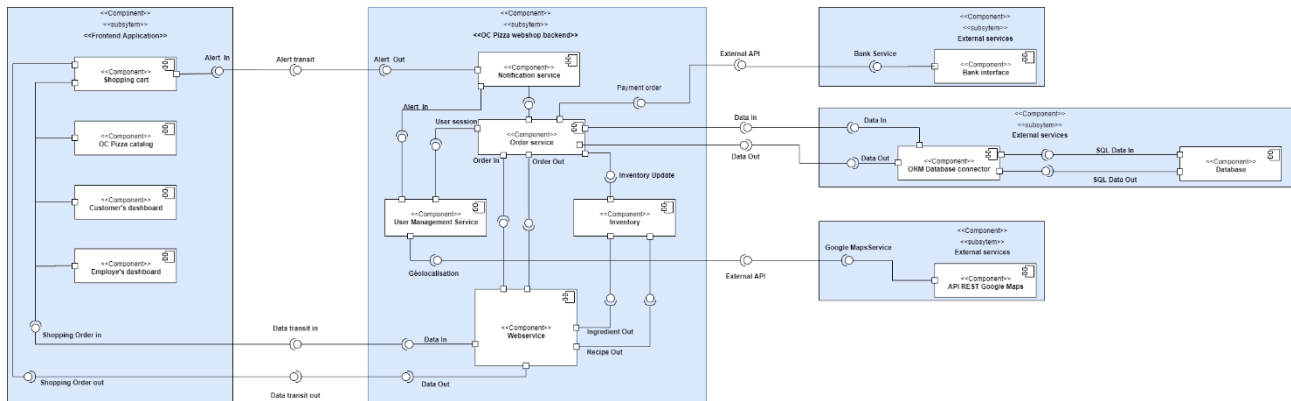 <<Component>>
<<subsytem>>
<<Frontend Application>>
<<Component>>
Shopping cart
<<Component>>
OC Pizza catalog
<<Component>>
Customer's dashboard
<<Component>>
Employe's dashboard
Shopping Order in
Shopping Order out
Alert In
Alert transit
Alert Out
Data transit in
Data transit out
<<Component>>
<<subsytem>>
<<OC Pizza webshop backend>>
<<Component>>
Notification service
Alert In
User session
<<Component>>
Order service
Order In
Order Out
Payment order
Inventory Update
<<Component>>
User Management Service
<<Component>>
Inventory
Géolocalisation
<<Component>>
Webservice
Ingredient Out
Recipe Out
Data In
Data Out
External API
Bank Service
<<Component>>
<<subsytem>>
External services
<<Component>>
Bank interface
Data In
Data Out
<<Component>>
<<subsytem>>
External services
Data In
Data Out
<<Component>>
ORM Database connector
SQL Data In
SQL Data Out
<<Component>>
Database
External API
Google MapsService
<<Component>>
<<subsytem>>
External services
<<Component>>
API REST Google Maps